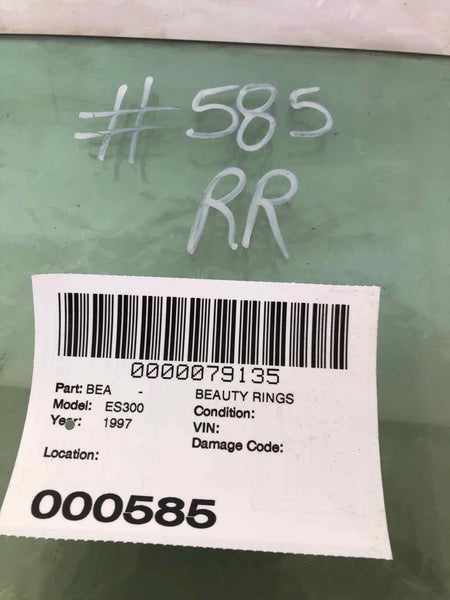 #585
RR
0000079135
Part: BEA - BEAUTY RINGS
Model: ES300 Condition:
Year: 1997 VIN:
Damage Code:
Location:
000585